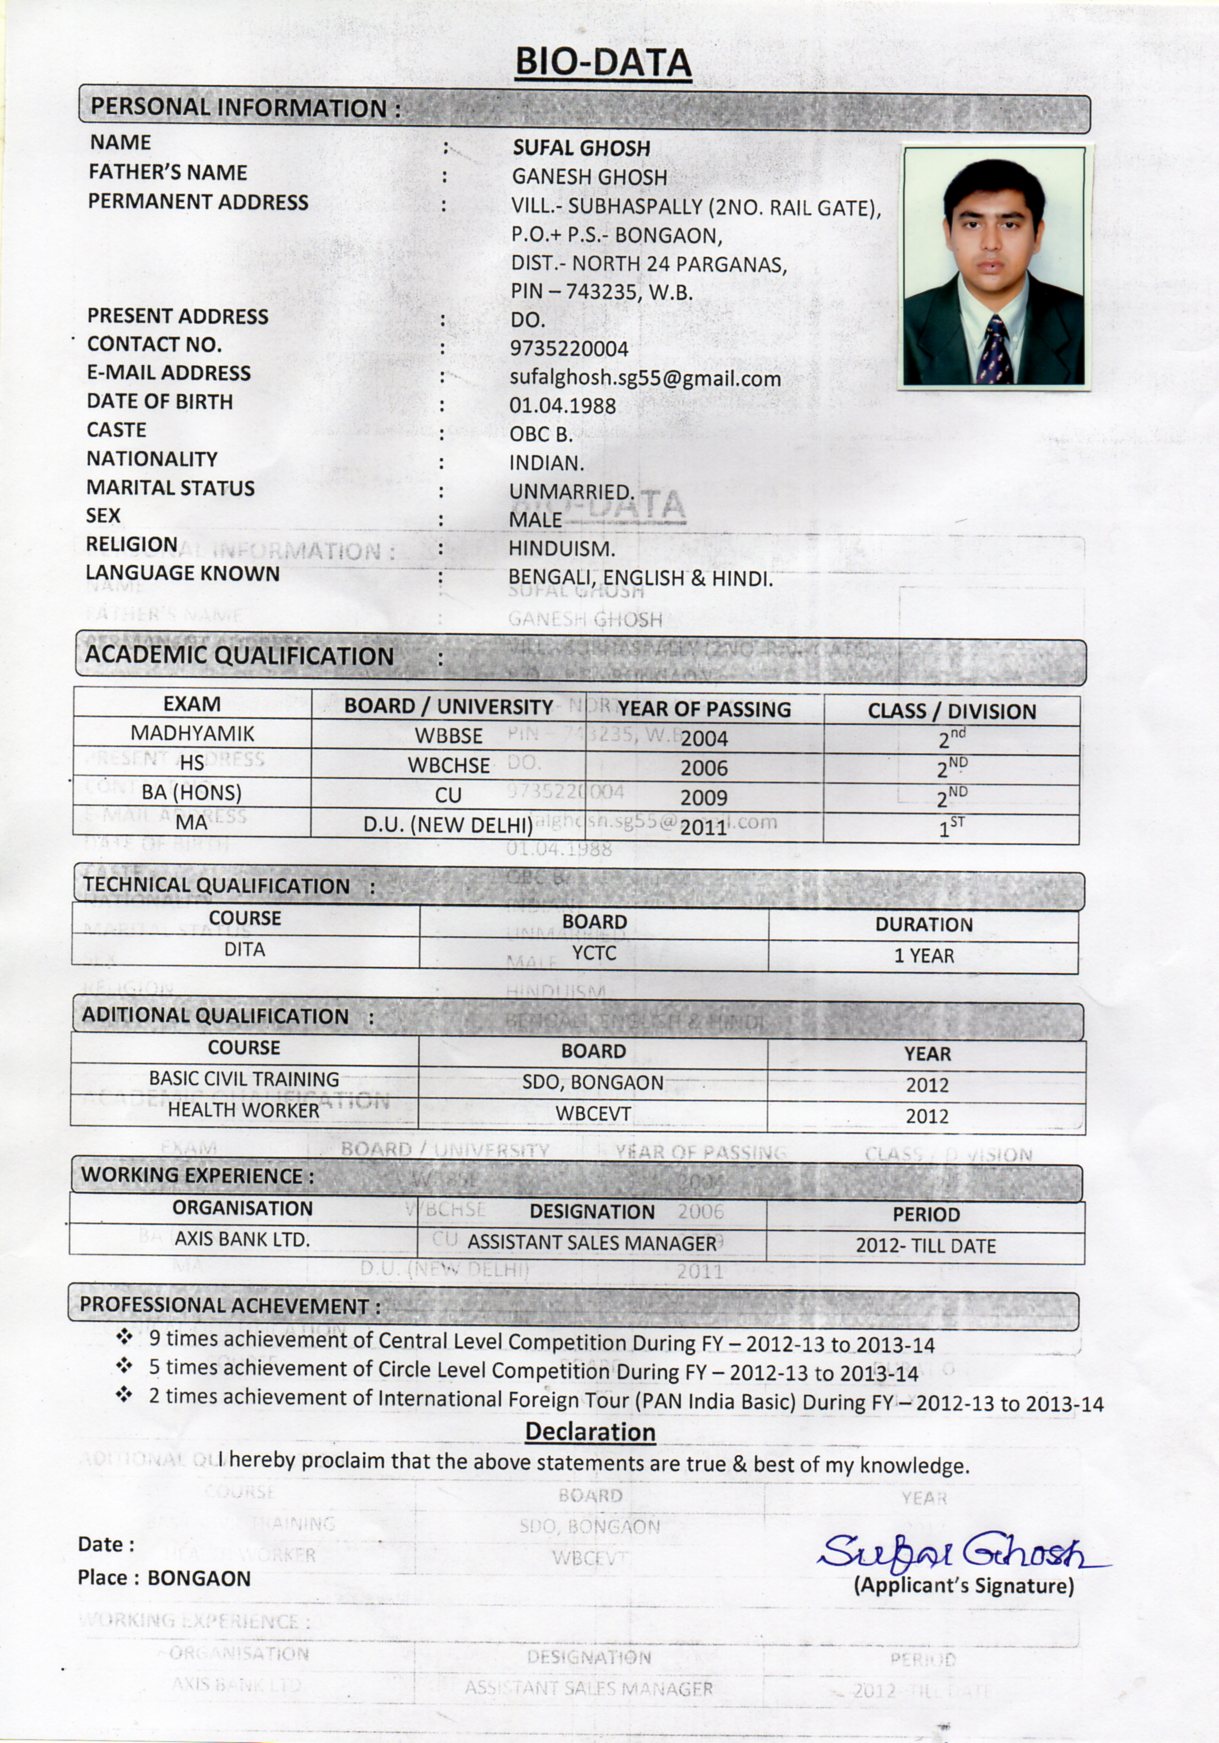 BIO-DATA
PERSONAL INFORMATION :
NAME : SUFAL GHOSH
FATHER'S NAME : GANESH GHOSH
PERMANENT ADDRESS : VILL.- SUBHASPALLY (2NO. RAIL GATE),
P.O.+ P.S.- BONGAON,
DIST.- NORTH 24 PARGANAS,
PIN – 743235, W.B.
PRESENT ADDRESS : DO.
CONTACT NO. : 9735220004
E-MAIL ADDRESS : sufalghosh.sg55@gmail.com
DATE OF BIRTH : 01.04.1988
CASTE : OBC B.
NATIONALITY : INDIAN.
MARITAL STATUS : UNMARRIED.
SEX : MALE
RELIGION : HINDUISM.
LANGUAGE KNOWN : BENGALI, ENGLISH & HINDI.
ACADEMIC QUALIFICATION :
EXAM BOARD / UNIVERSITY YEAR OF PASSING CLASS / DIVISION
MADHYAMIK WBBSE 2004 2nd
HS WBCHSE 2006 2ND
BA (HONS) CU 2009 2ND
MA D.U. (NEW DELHI) 2011 1ST
TECHNICAL QUALIFICATION :
COURSE BOARD DURATION
DITA YCTC 1 YEAR
ADITIONAL QUALIFICATION :
COURSE BOARD YEAR
BASIC CIVIL TRAINING SDO, BONGAON 2012
HEALTH WORKER WBCEVT 2012
WORKING EXPERIENCE :
ORGANISATION DESIGNATION PERIOD
AXIS BANK LTD. ASSISTANT SALES MANAGER 2012- TILL DATE
PROFESSIONAL ACHEVEMENT :
❖ 9 times achievement of Central Level Competition During FY – 2012-13 to 2013-14
❖ 5 times achievement of Circle Level Competition During FY – 2012-13 to 2013-14
❖ 2 times achievement of International Foreign Tour (PAN India Basic) During FY – 2012-13 to 2013-14
Declaration
I hereby proclaim that the above statements are true & best of my knowledge.
Date :
Sufal Ghosh
Place : BONGAON
(Applicant's Signature)